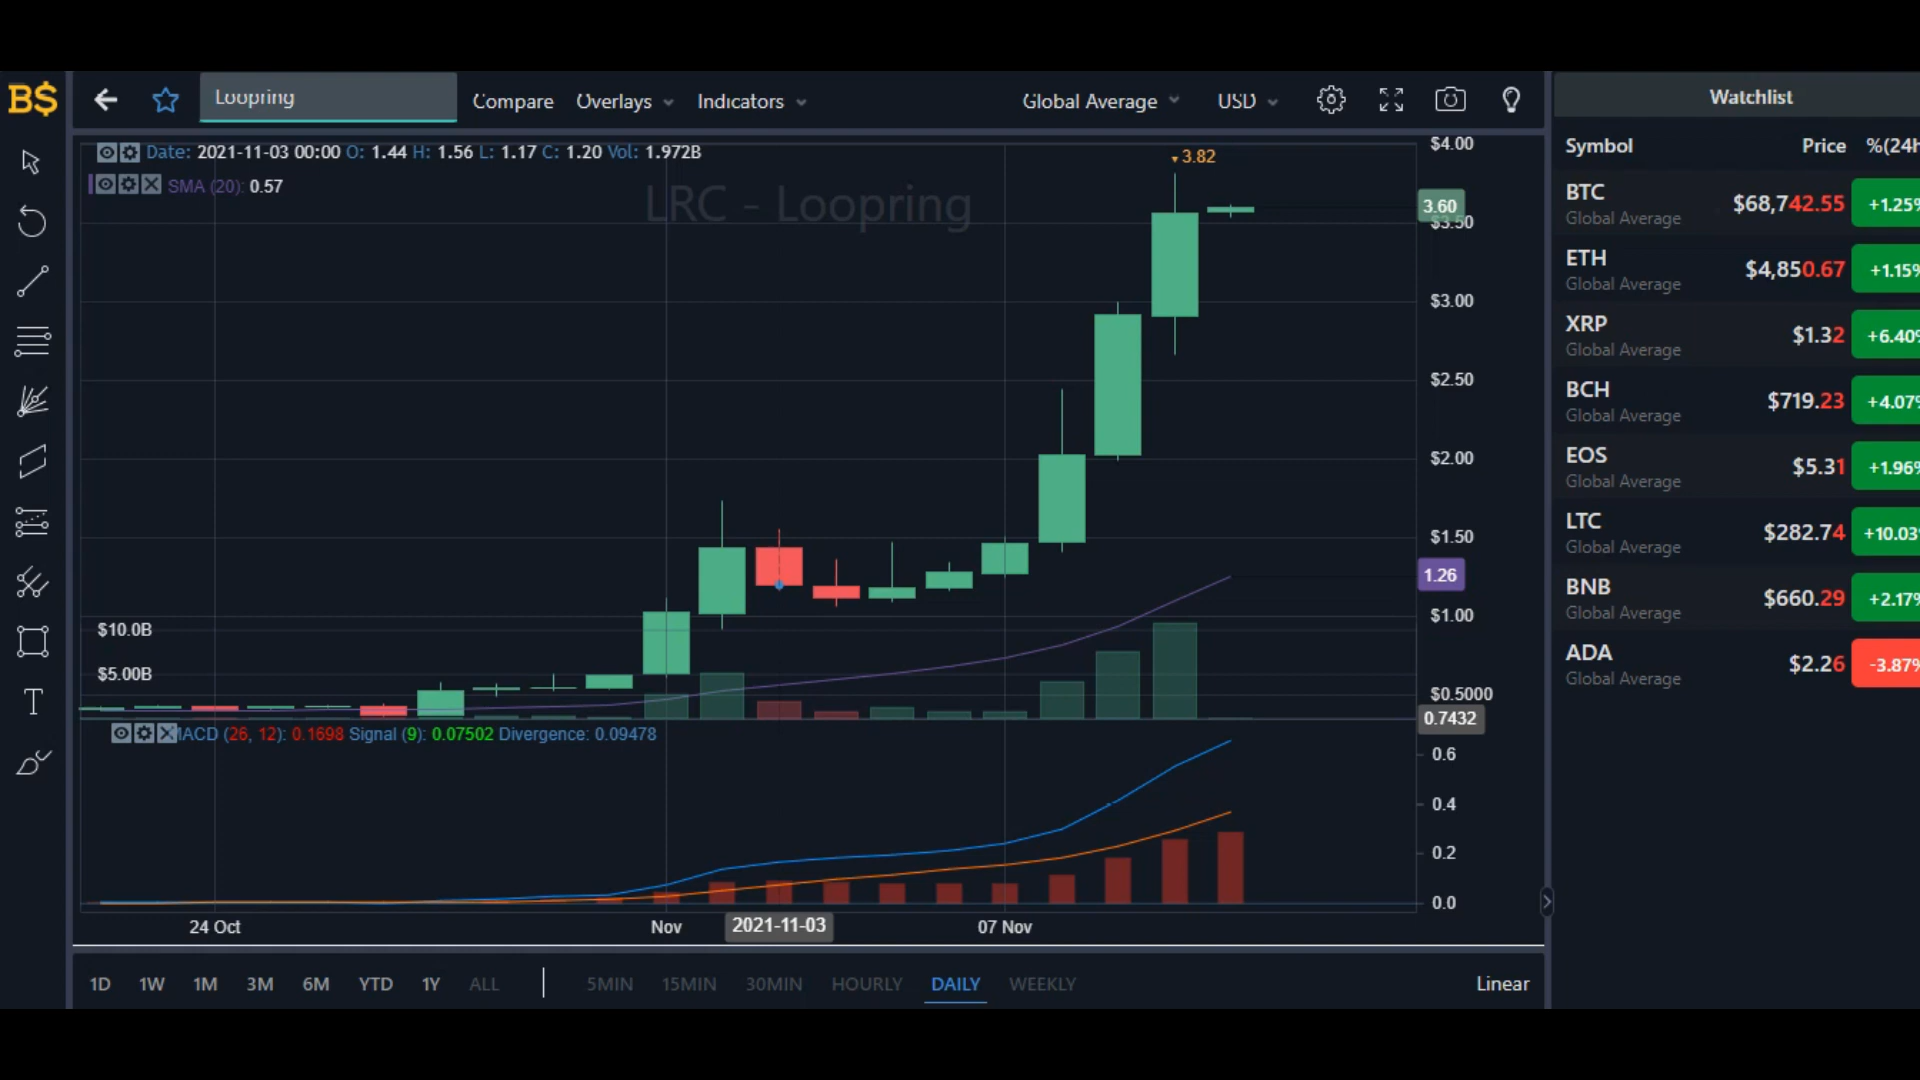 B$
Loopring
Compare Overlays Indicators
Global Average USD
Date: 2021-11-03 00:00 O: 1.44 H: 1.56 L: 1.17 C: 1.20 Vol: 1.972B
SMA (20): 0.57
LRC - Loopring
3.82
$4.00
3.60
$3.50
$3.00
$2.50
$2.00
$1.50
1.26
$1.00
$0.5000
0.7432
$10.0B
$5.00B
MACD (26, 12): 0.1698 Signal (9): 0.07502 Divergence: 0.09478
0.6
0.4
0.2
0.0
24 Oct Nov 2021-11-03 07 Nov
1D 1W 1M 3M 6M YTD 1Y ALL 5MIN 15MIN 30MIN HOURLY DAILY WEEKLY Linear
Watchlist
Symbol Price %(24h
BTC $68,742.55 +1.25%
Global Average
ETH $4,850.67 +1.15%
Global Average
XRP $1.32 +6.40%
Global Average
BCH $719.23 +4.07%
Global Average
EOS $5.31 +1.96%
Global Average
LTC $282.74 +10.03
Global Average
BNB $660.29 +2.17%
Global Average
ADA $2.26 -3.87%
Global Average
T